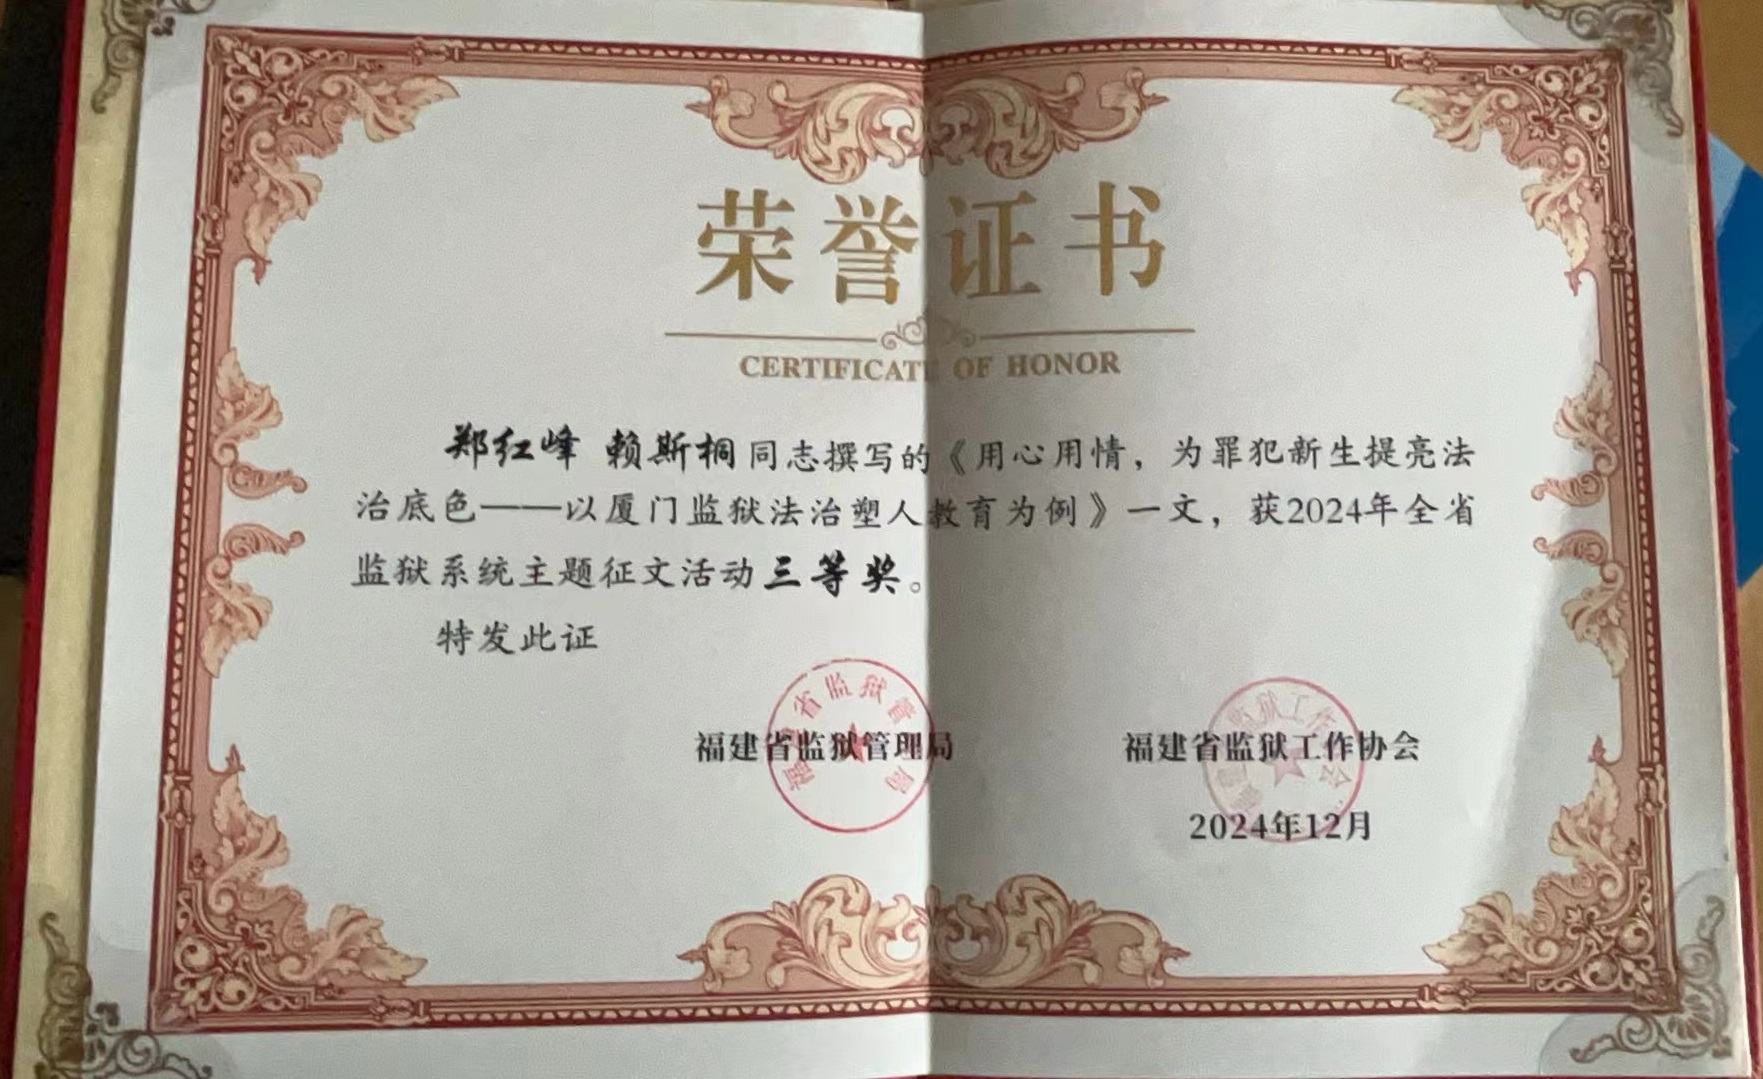 荣誉证书
CERTIFICATE OF HONOR
郑红峰 赖斯桐同志撰写的《用心用情，为罪犯新生提亮法
治底色——以厦门监狱法治塑人教育为例》一文，获2024年全省
监狱系统主题征文活动三等奖。
特发此证
福建省监狱管理局
福建省监狱工作协会
2024年12月